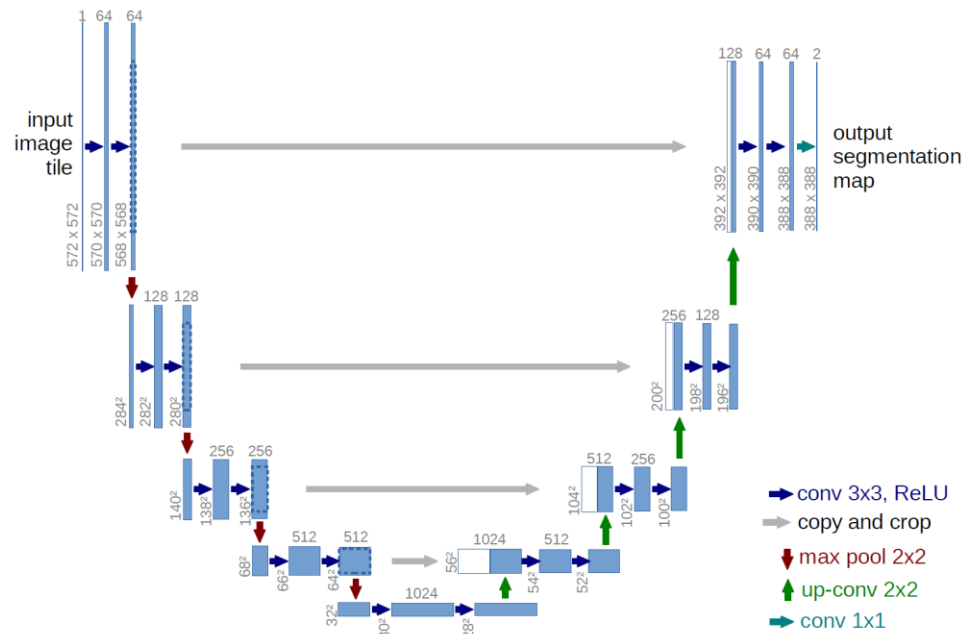 1 64 64
input
image
tile
572 x 572
570 x 570
568 x 568
128 64 64 2
output
segmentation
map
392 x 392
390 x 390
388 x 388
388 x 388
128 128
284²
282²
280²
256 128
200²
198²
196²
256 256
140²
138²
136²
512 256
104²
102²
100²
512 512
68²
66²
64²
1024 512
56²
54²
52²
1024
32²
30²
28²
conv 3x3, ReLU
copy and crop
max pool 2x2
up-conv 2x2
conv 1x1